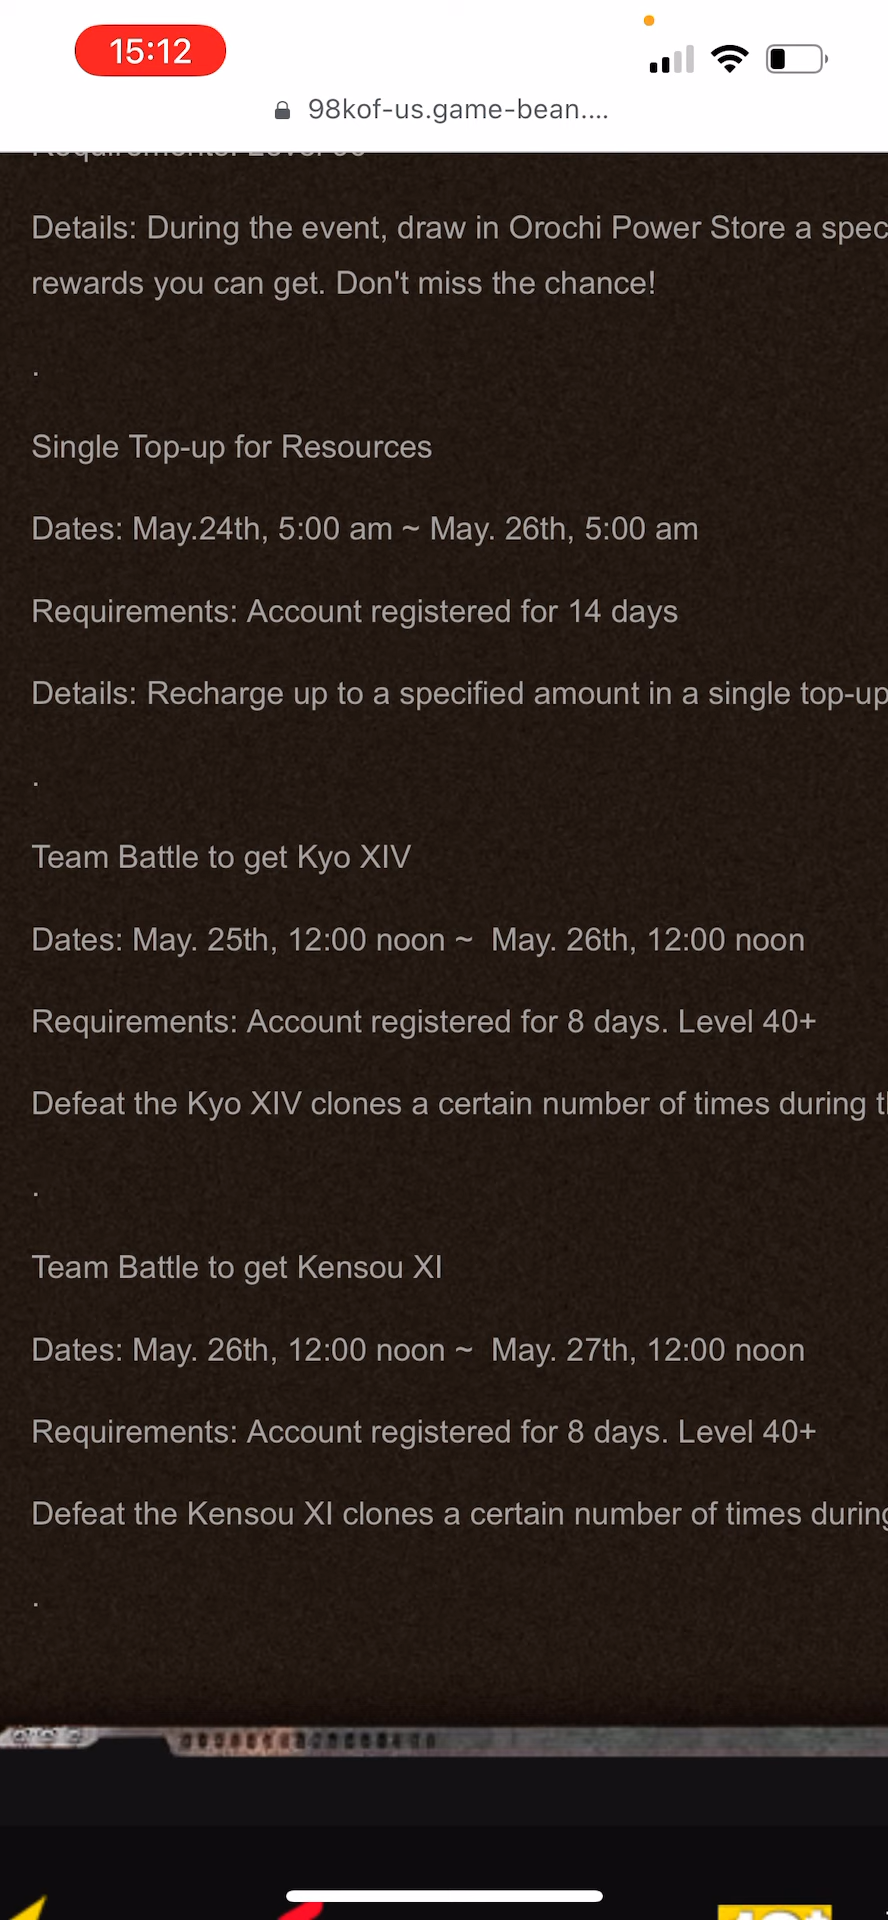 15:12
98kof-us.game-bean....
Details: During the event, draw in Orochi Power Store a spec
rewards you can get. Don't miss the chance!
.
Single Top-up for Resources
Dates: May.24th, 5:00 am ~ May. 26th, 5:00 am
Requirements: Account registered for 14 days
Details: Recharge up to a specified amount in a single top-up
.
Team Battle to get Kyo XIV
Dates: May. 25th, 12:00 noon ~  May. 26th, 12:00 noon
Requirements: Account registered for 8 days. Level 40+
Defeat the Kyo XIV clones a certain number of times during t
.
Team Battle to get Kensou XI
Dates: May. 26th, 12:00 noon ~  May. 27th, 12:00 noon
Requirements: Account registered for 8 days. Level 40+
Defeat the Kensou XI clones a certain number of times during
.